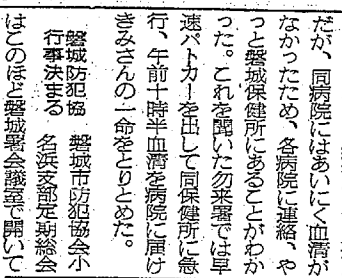 だが、同病院にはあいにく血清が
なかったため、各病院に連絡、や
っと磐城保健所にあることがわか
った。これを聞いた勿来署では早
速パトカーを出して同保健所に急
行、午前十時半血清を病院に届け
きみさんの一命をとりとめた。
磐城防犯協
行事決まる
磐城市防犯協会小
名浜支部定期総会
はこのほど磐城署会議室で開いて